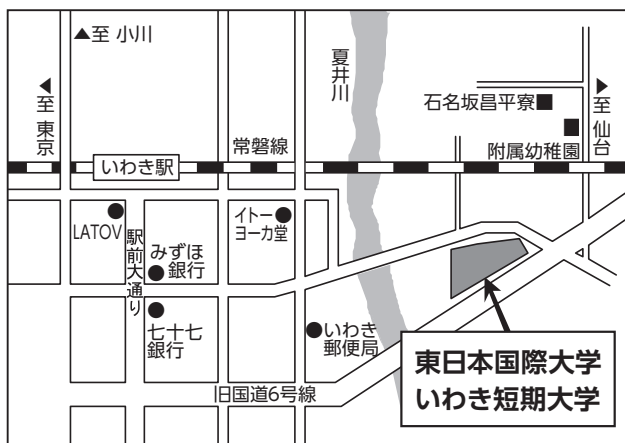 ▲至 小川
▲至 東京
いわき駅
常磐線
夏井川
石名坂昌平寮
▲至 仙台
附属幼稚園
LATOV
駅前大通り
みずほ
銀行
イトー
ヨーカ堂
七十七
銀行
いわき
郵便局
旧国道6号線
東日本国際大学
いわき短期大学